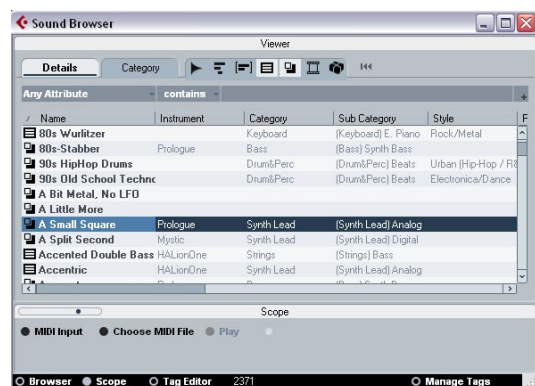 Sound Browser
Viewer
Details Category
Any Attribute contains +
Name Instrument Category Sub Category Style F
80s Wurlitzer Keyboard (Keyboard) E. Piano Rock/Metal
80s-Stabber Prologue Bass (Bass) Synth Bass
90s HipHop Drums Drum&Perc (Drum&Perc) Beats Urban (Hip-Hop / R&
90s Old School Techno Drum&Perc (Drum&Perc) Beats Electronica/Dance
A Bit Metal, No LFO
A Little More
A Small Square Prologue Synth Lead (Synth Lead) Analog
A Split Second Mystic Synth Lead (Synth Lead) Digital
Accented Double Bass HALionOne Strings (Strings) Bass
Accentric HALionOne Synth Lead (Synth Lead) Analog
Scope
MIDI Input Choose MIDI File Play
Browser Scope Tag Editor 2371 Manage Tags